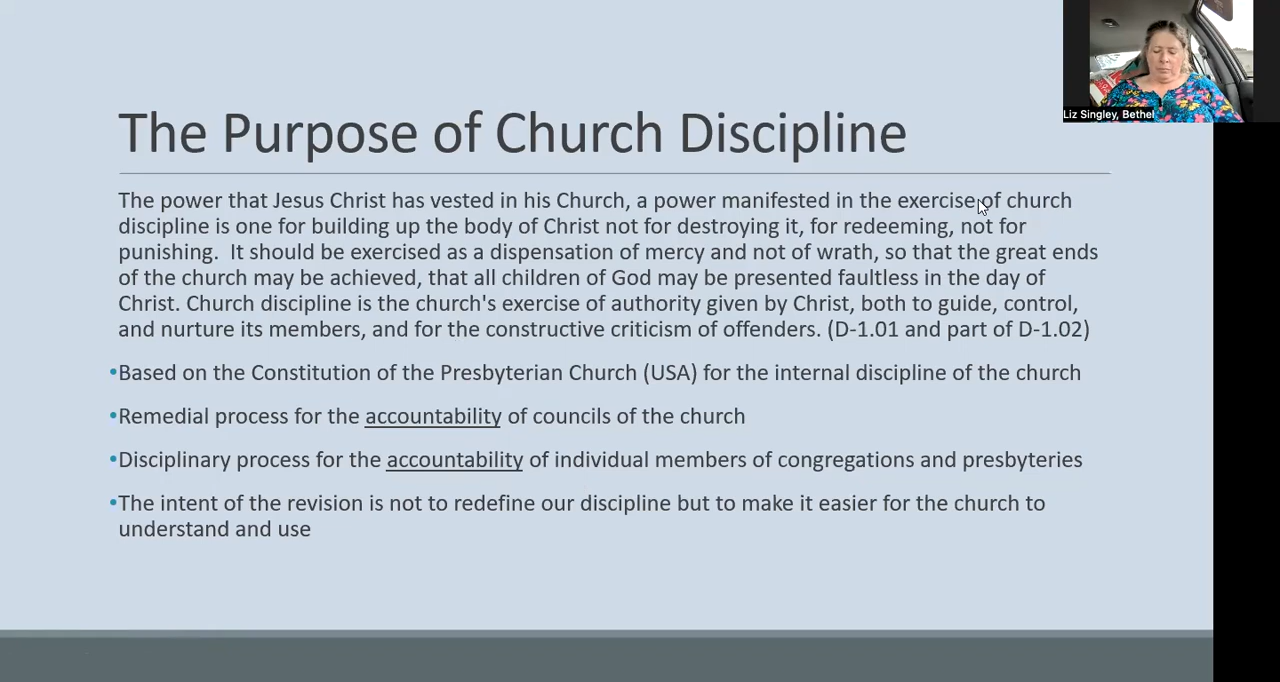 Liz Singley, Bethel
The Purpose of Church Discipline
The power that Jesus Christ has vested in his Church, a power manifested in the exercise of church
discipline is one for building up the body of Christ not for destroying it, for redeeming, not for
punishing.  It should be exercised as a dispensation of mercy and not of wrath, so that the great ends
of the church may be achieved, that all children of God may be presented faultless in the day of
Christ. Church discipline is the church's exercise of authority given by Christ, both to guide, control,
and nurture its members, and for the constructive criticism of offenders. (D-1.01 and part of D-1.02)
•Based on the Constitution of the Presbyterian Church (USA) for the internal discipline of the church
•Remedial process for the accountability of councils of the church
•Disciplinary process for the accountability of individual members of congregations and presbyteries
•The intent of the revision is not to redefine our discipline but to make it easier for the church to
understand and use